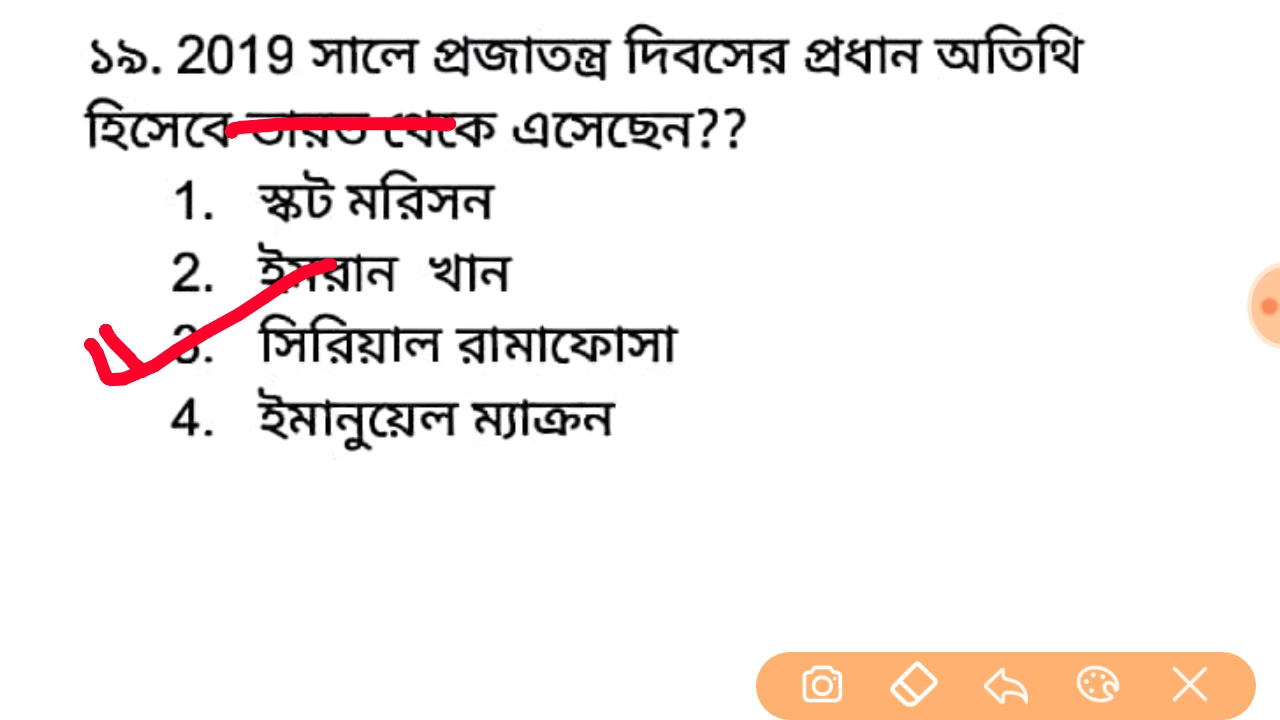 ১৯. 2019 সালে প্রজাতন্ত্র দিবসের প্রধান অতিথি
হিসেবে ভারত থেকে এসেছেন??
1. স্কট মরিসন
2. ইমরান খান
3. সিরিয়াল রামাফোসা
4. ইমানুয়েল ম্যাক্রন